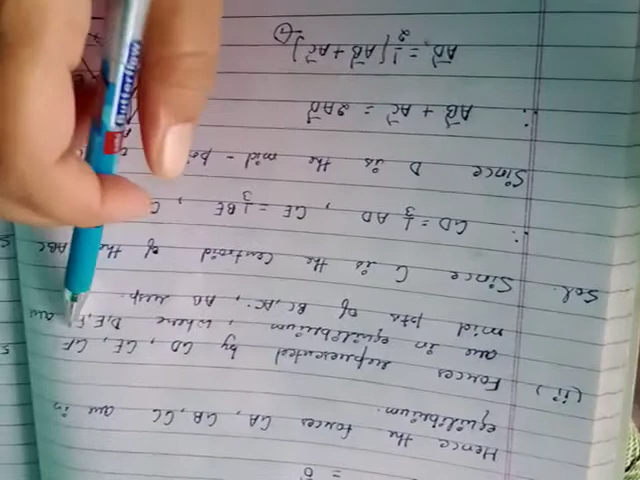 = 0
Hence the forces GA, GB, GC are in
equilibrium.
(ii) Forces represented by GD, GE, GF
are in equilibrium, where D, E, F are
mid pts of BC, AC, AB resp.
Sol. Since G is the centroid of the ABC
∴ GD = 1/3 AD, GE = 1/3 BE,
Since D is the mid-
∴ AB + AC = 2AD
AD = 1/2 (AB + AC)
Butterflow